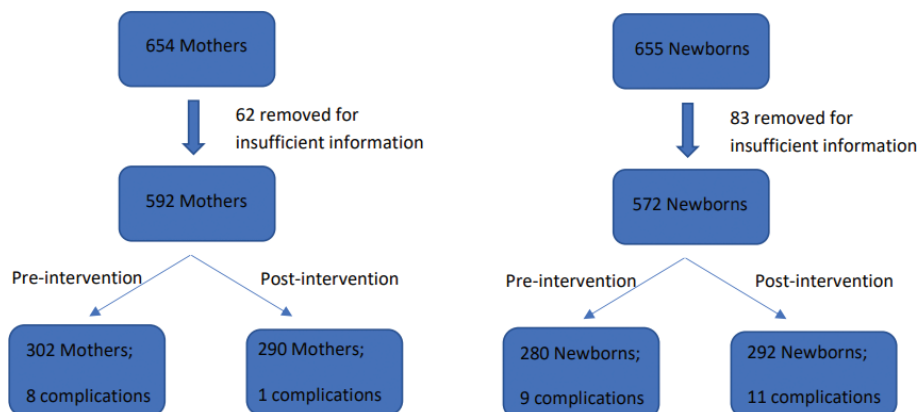 654 Mothers
62 removed for
insufficient information
592 Mothers
Pre-intervention
Post-intervention
302 Mothers;
8 complications
290 Mothers;
1 complications
655 Newborns
83 removed for
insufficient information
572 Newborns
Pre-intervention
Post-intervention
280 Newborns;
9 complications
292 Newborns;
11 complications